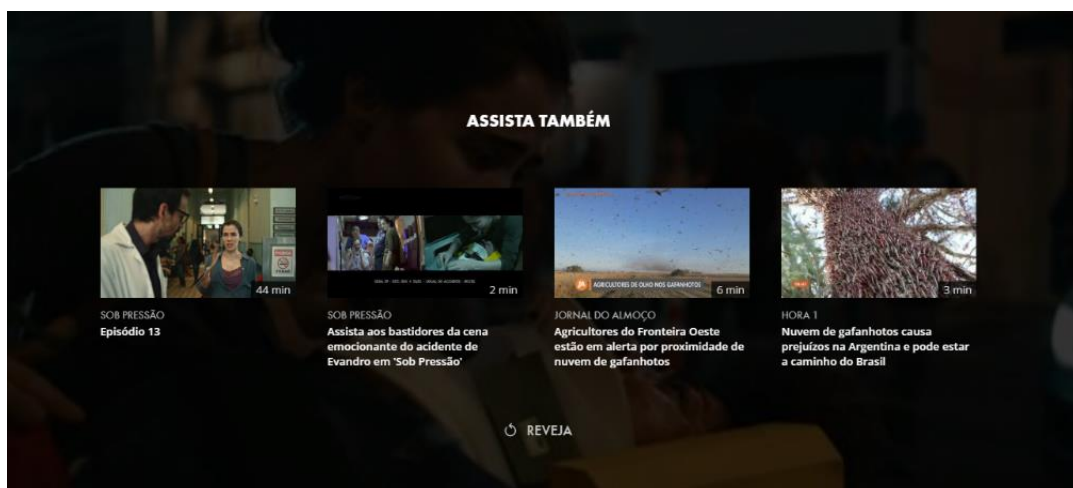 ASSISTA TAMBÉM
44 min
SOB PRESSÃO
Episódio 13
2 min
SOB PRESSÃO
Assista aos bastidores da cena
emocionante do acidente de
Evandro em 'Sob Pressão'
AGRICULTORES DE OLHO NOS GAFANHOTOS
6 min
JORNAL DO ALMOÇO
Agricultores do Fronteira Oeste
estão em alerta por proximidade de
nuvem de gafanhotos
3 min
HORA 1
Nuvem de gafanhotos causa
prejuízos na Argentina e pode estar
a caminho do Brasil
REVEJA